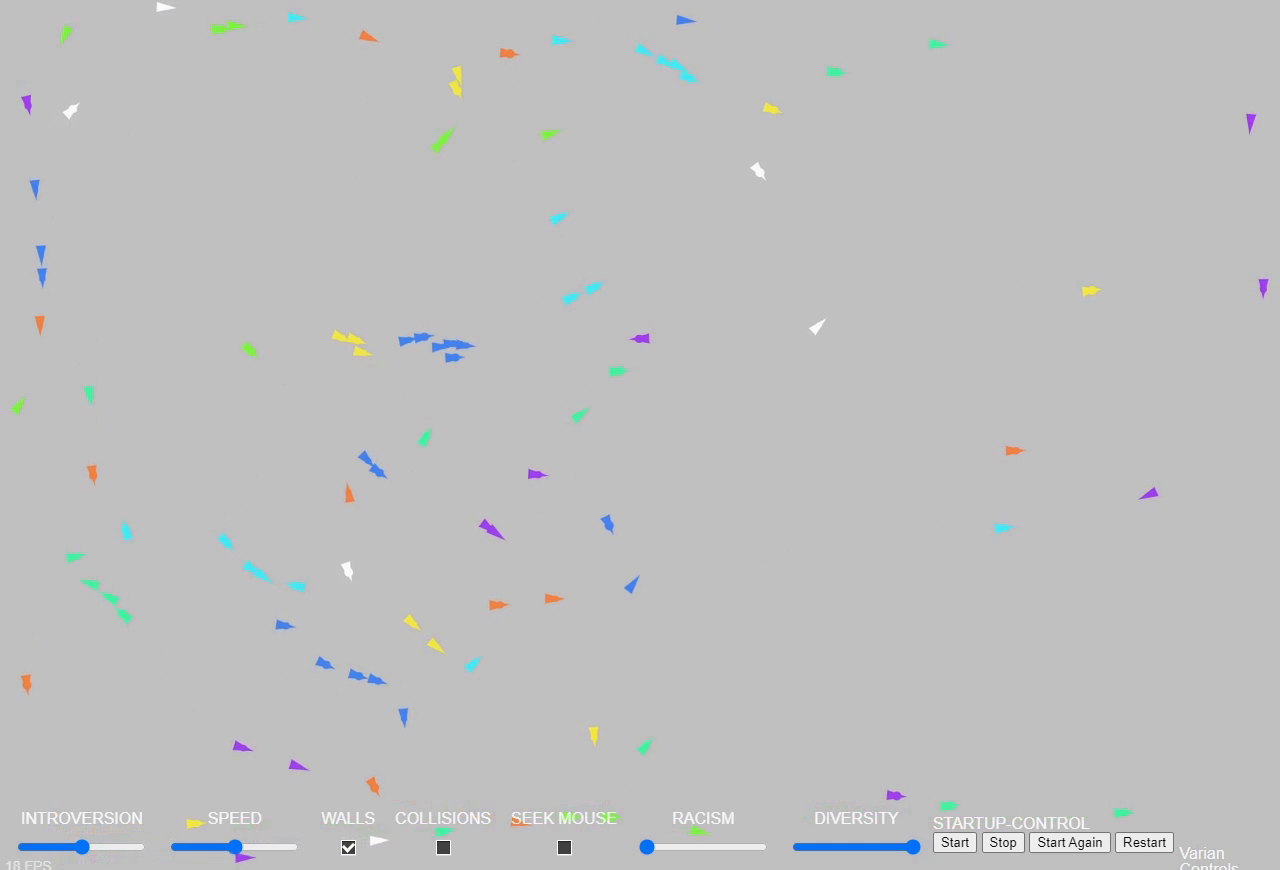 INTROVERSION SPEED WALLS COLLISIONS SEEK MOUSE RACISM DIVERSITY STARTUP-CONTROL
Start Stop Start Again Restart
Varian
Controls
18 FPS